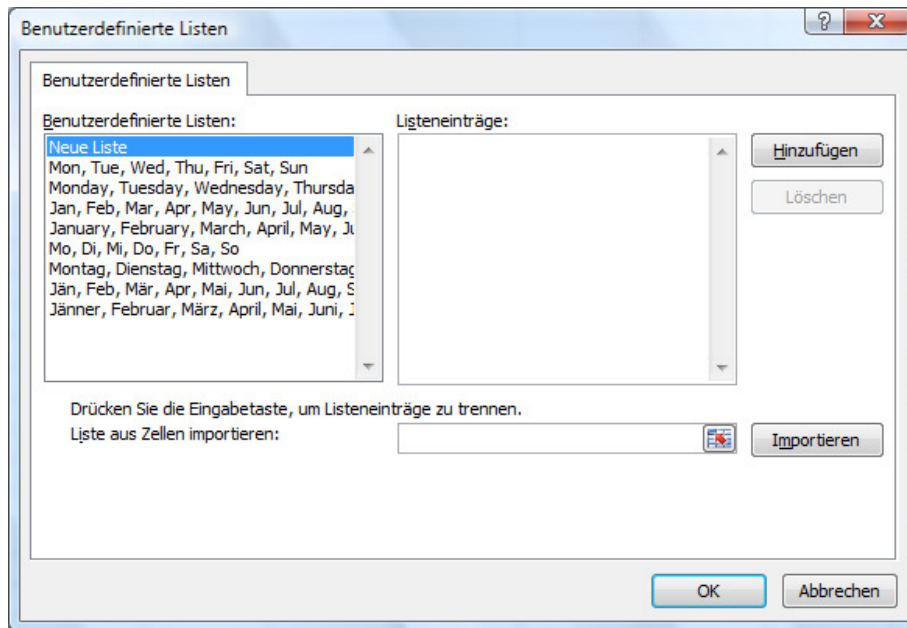 Benutzerdefinierte Listen
Benutzerdefinierte Listen
Benutzerdefinierte Listen:
Neue Liste
Mon, Tue, Wed, Thu, Fri, Sat, Sun
Monday, Tuesday, Wednesday, Thursda
Jan, Feb, Mar, Apr, May, Jun, Jul, Aug,
January, February, March, April, May, Ju
Mo, Di, Mi, Do, Fr, Sa, So
Montag, Dienstag, Mittwoch, Donnerstag
Jän, Feb, Mär, Apr, Mai, Jun, Jul, Aug, S
Jänner, Februar, März, April, Mai, Juni, J
Listeneinträge:
Hinzufügen
Löschen
Drücken Sie die Eingabetaste, um Listeneinträge zu trennen.
Liste aus Zellen importieren:
Importieren
OK
Abbrechen